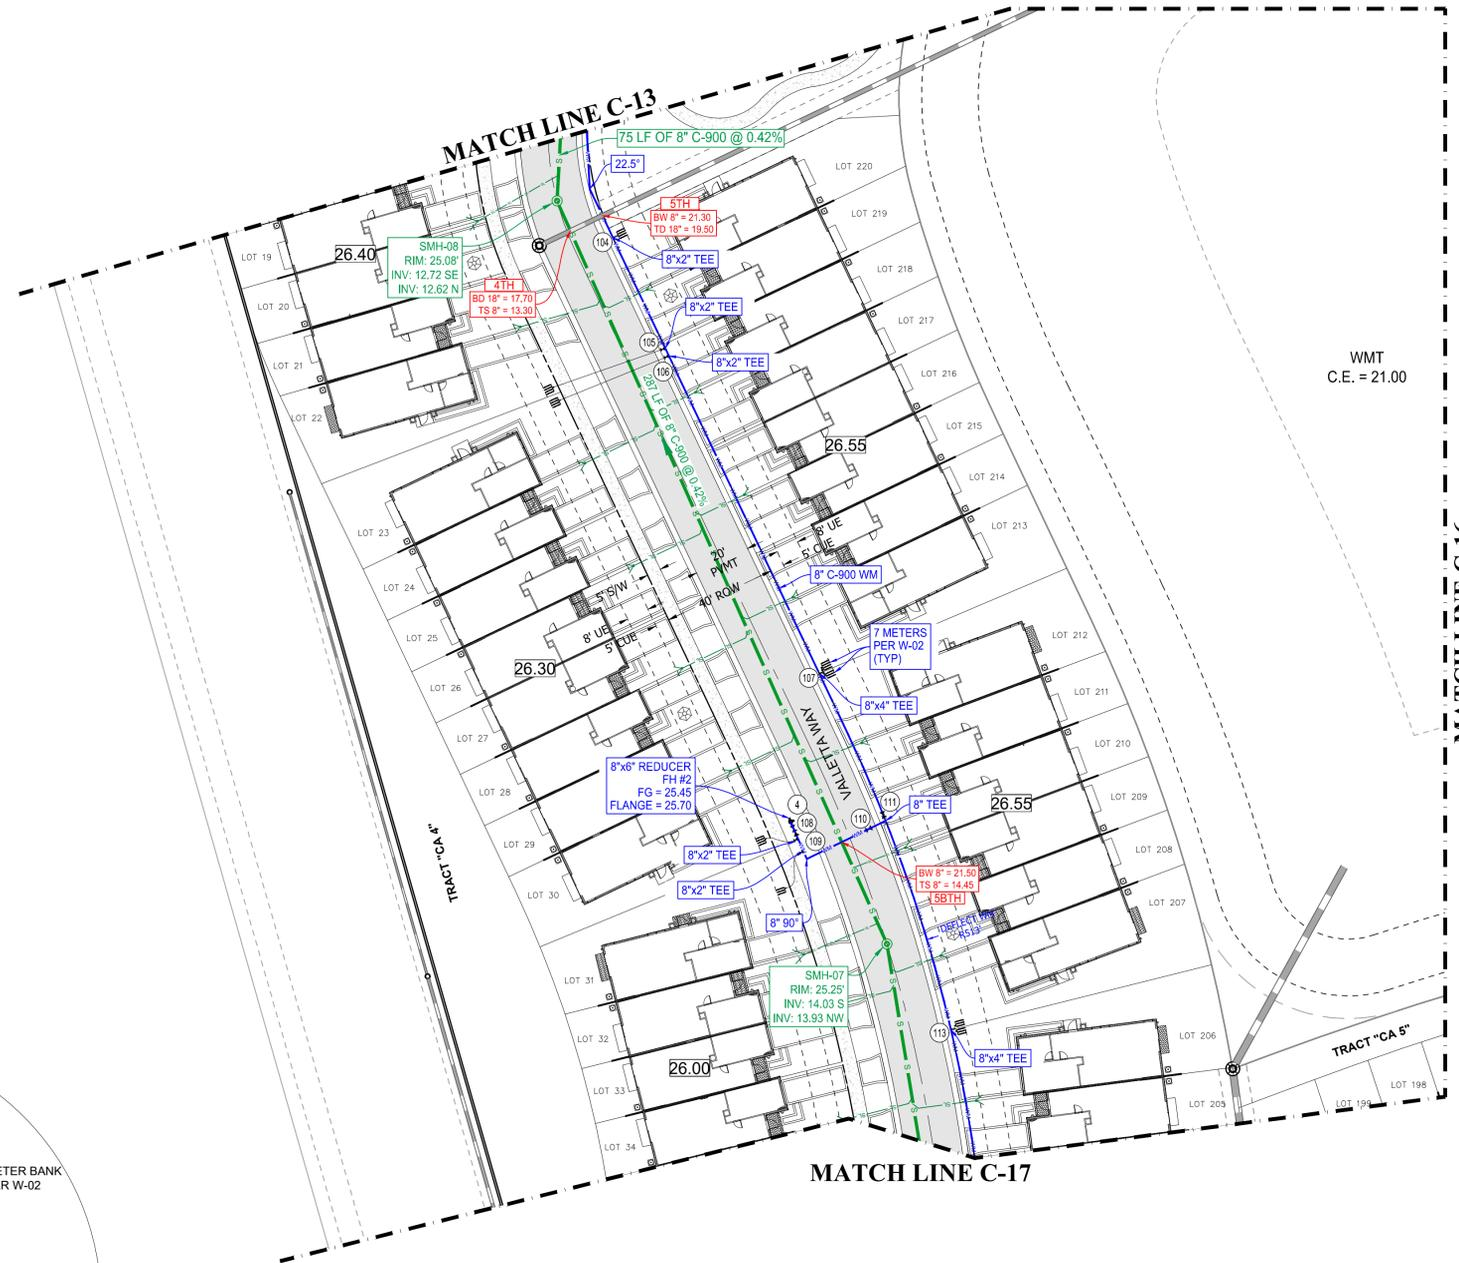 MATCH LINE C-13
75 LF OF 8" C-900 @ 0.42%
22.5°
5TH
BW 8" = 21.30
TD 18" = 19.50
SMH-08
RIM: 25.08'
INV: 12.72 SE
INV: 12.62 N
4TH
BD 18" = 17.70
TS 8" = 13.30
104
8"x2" TEE
8"x2" TEE
105
8"x2" TEE
106
26.40
LOT 19
LOT 20
LOT 21
LOT 22
LOT 220
LOT 219
LOT 218
LOT 217
LOT 216
LOT 215
LOT 214
LOT 213
26.55
WMT
C.E. = 21.00
287 LF OF 8" C-900 @ 0.42%
LOT 23
LOT 24
LOT 25
LOT 26
LOT 27
LOT 28
LOT 29
LOT 30
26.30
8' UE
5' CUE
20'
PVMT
40' ROW
5' S/W
8' UE
5' CUE
8" C-900 WM
7 METERS
PER W-02
(TYP)
107
8"x4" TEE
VALLETTA WAY
LOT 212
LOT 211
LOT 210
LOT 209
LOT 208
LOT 207
26.55
8"x6" REDUCER
FH #2
FG = 25.45
FLANGE = 25.70
4
108
109
110
111
8" TEE
8"x2" TEE
8"x2" TEE
8" 90°
BW 8" = 21.50
TS 8" = 14.45
5BTH
DEFLECT WM
R513'
SMH-07
RIM: 25.25'
INV: 14.03 S
INV: 13.93 NW
TRACT "CA 4"
LOT 31
LOT 32
LOT 33
LOT 34
26.00
113
8"x4" TEE
LOT 206
LOT 205
TRACT "CA 5"
LOT 199
LOT 198
MATCH LINE C-17
ETER BANK
R W-02